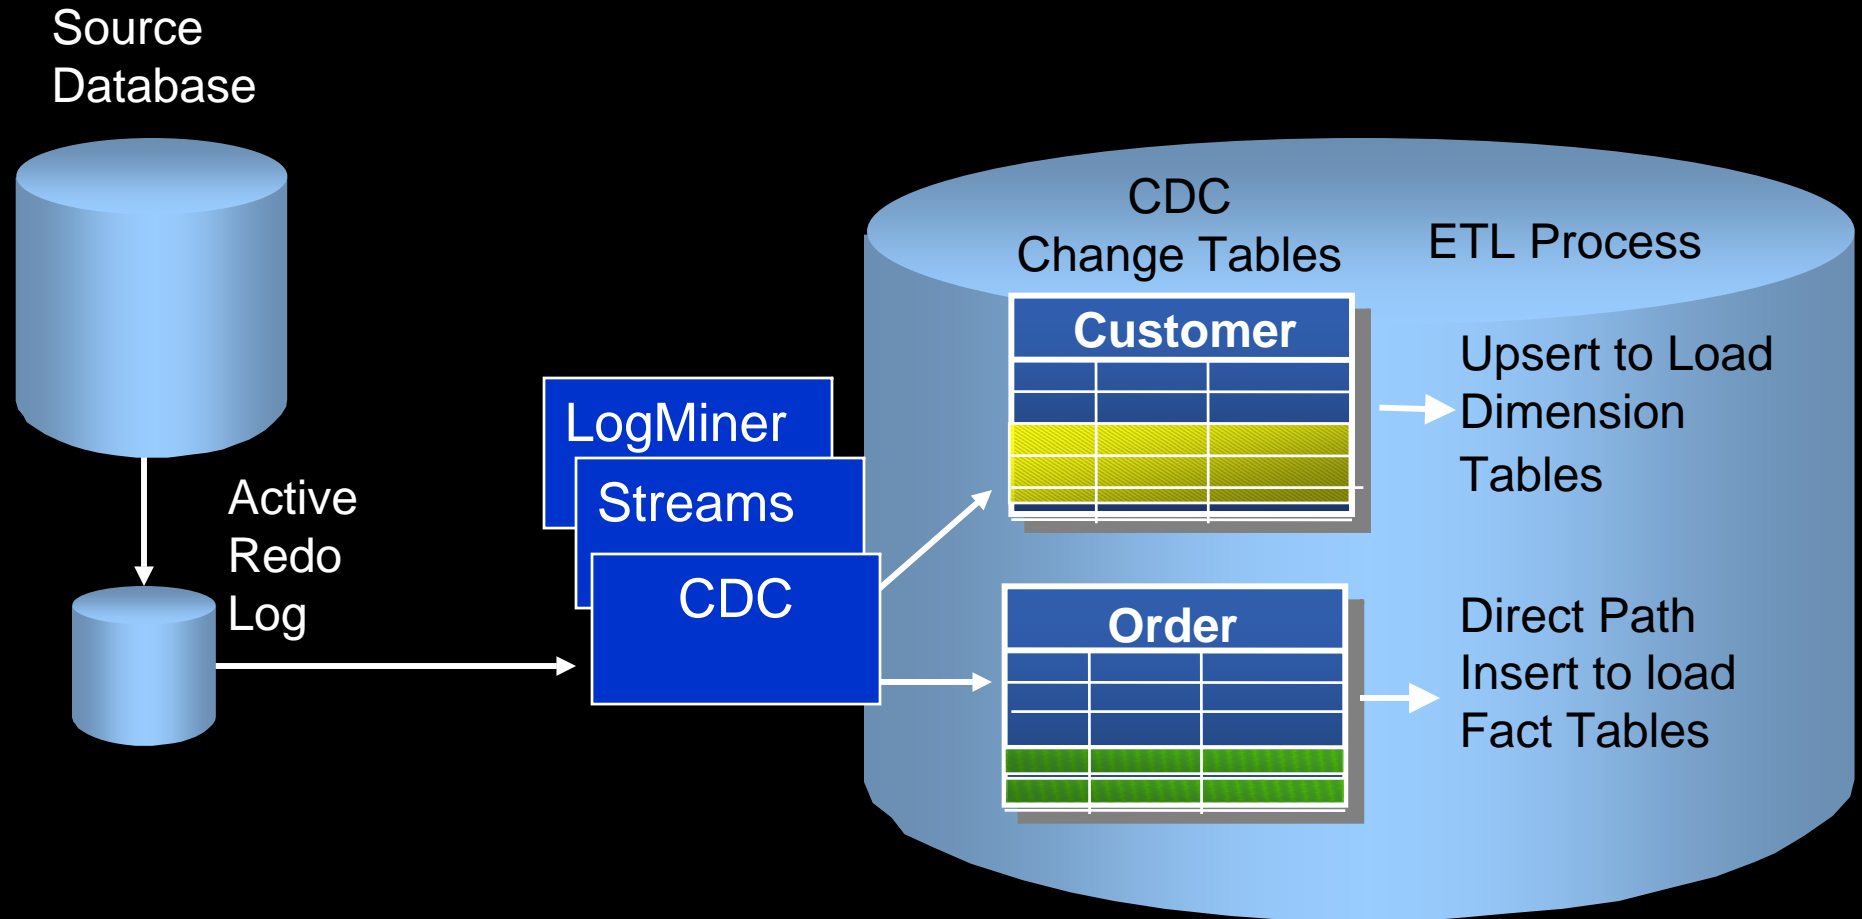 Source
Database
Active
Redo
Log
LogMiner
Streams
CDC
CDC
Change Tables
ETL Process
Customer
Upsert to Load
Dimension
Tables
Order
Direct Path
Insert to load
Fact Tables